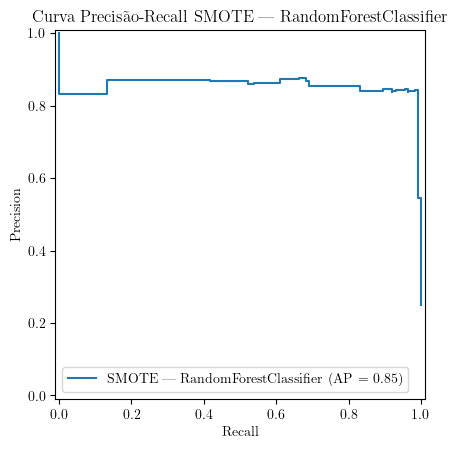 Curva Precisão-Recall SMOTE — RandomForestClassifier
1.0
0.8
0.6
0.4
0.2
0.0
Precision
SMOTE — RandomForestClassifier (AP = 0.85)
0.0 0.2 0.4 0.6 0.8 1.0
Recall